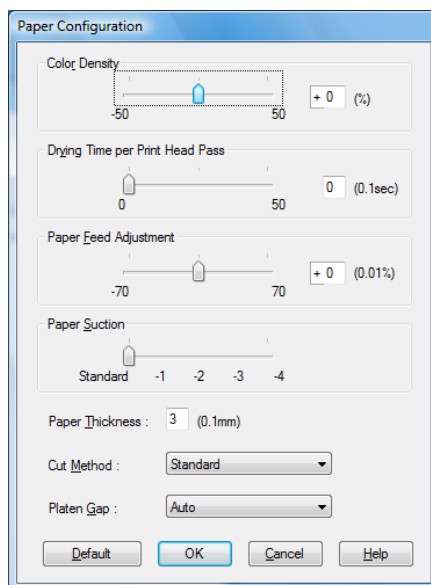 Paper Configuration
Color Density
+ 0 (%)
-50 50
Drying Time per Print Head Pass
0 (0.1sec)
0 50
Paper Feed Adjustment
+ 0 (0.01%)
-70 70
Paper Suction
Standard -1 -2 -3 -4
Paper Thickness : 3 (0.1mm)
Cut Method : Standard
Platen Gap : Auto
Default OK Cancel Help